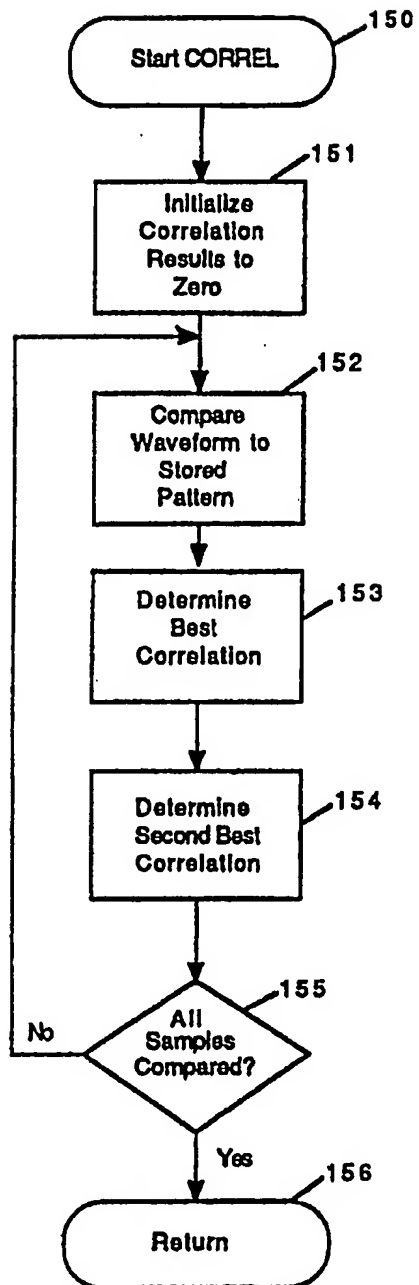 150
Start CORREL
151
Initialize
Correlation
Results to
Zero
152
Compare
Waveform to
Stored
Pattern
153
Determine
Best
Correlation
154
Determine
Second Best
Correlation
155
All
Samples
Compared?
No
Yes
156
Return